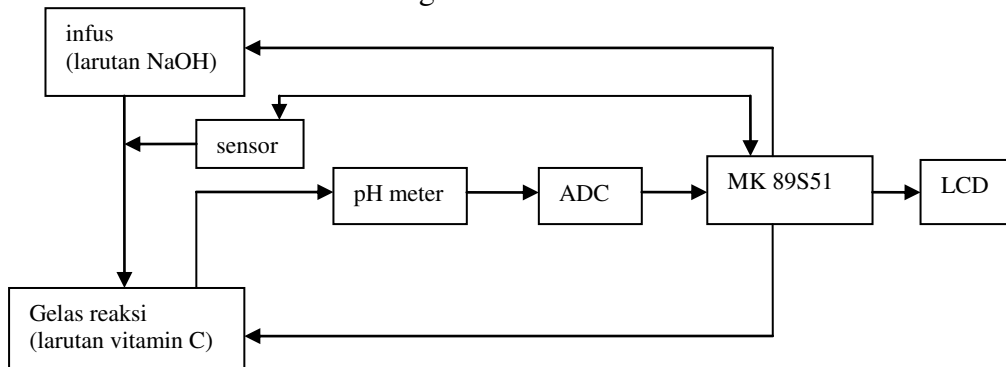 infus
(larutan NaOH)
sensor
pH meter
ADC
MK 89S51
LCD
Gelas reaksi
(larutan vitamin C)